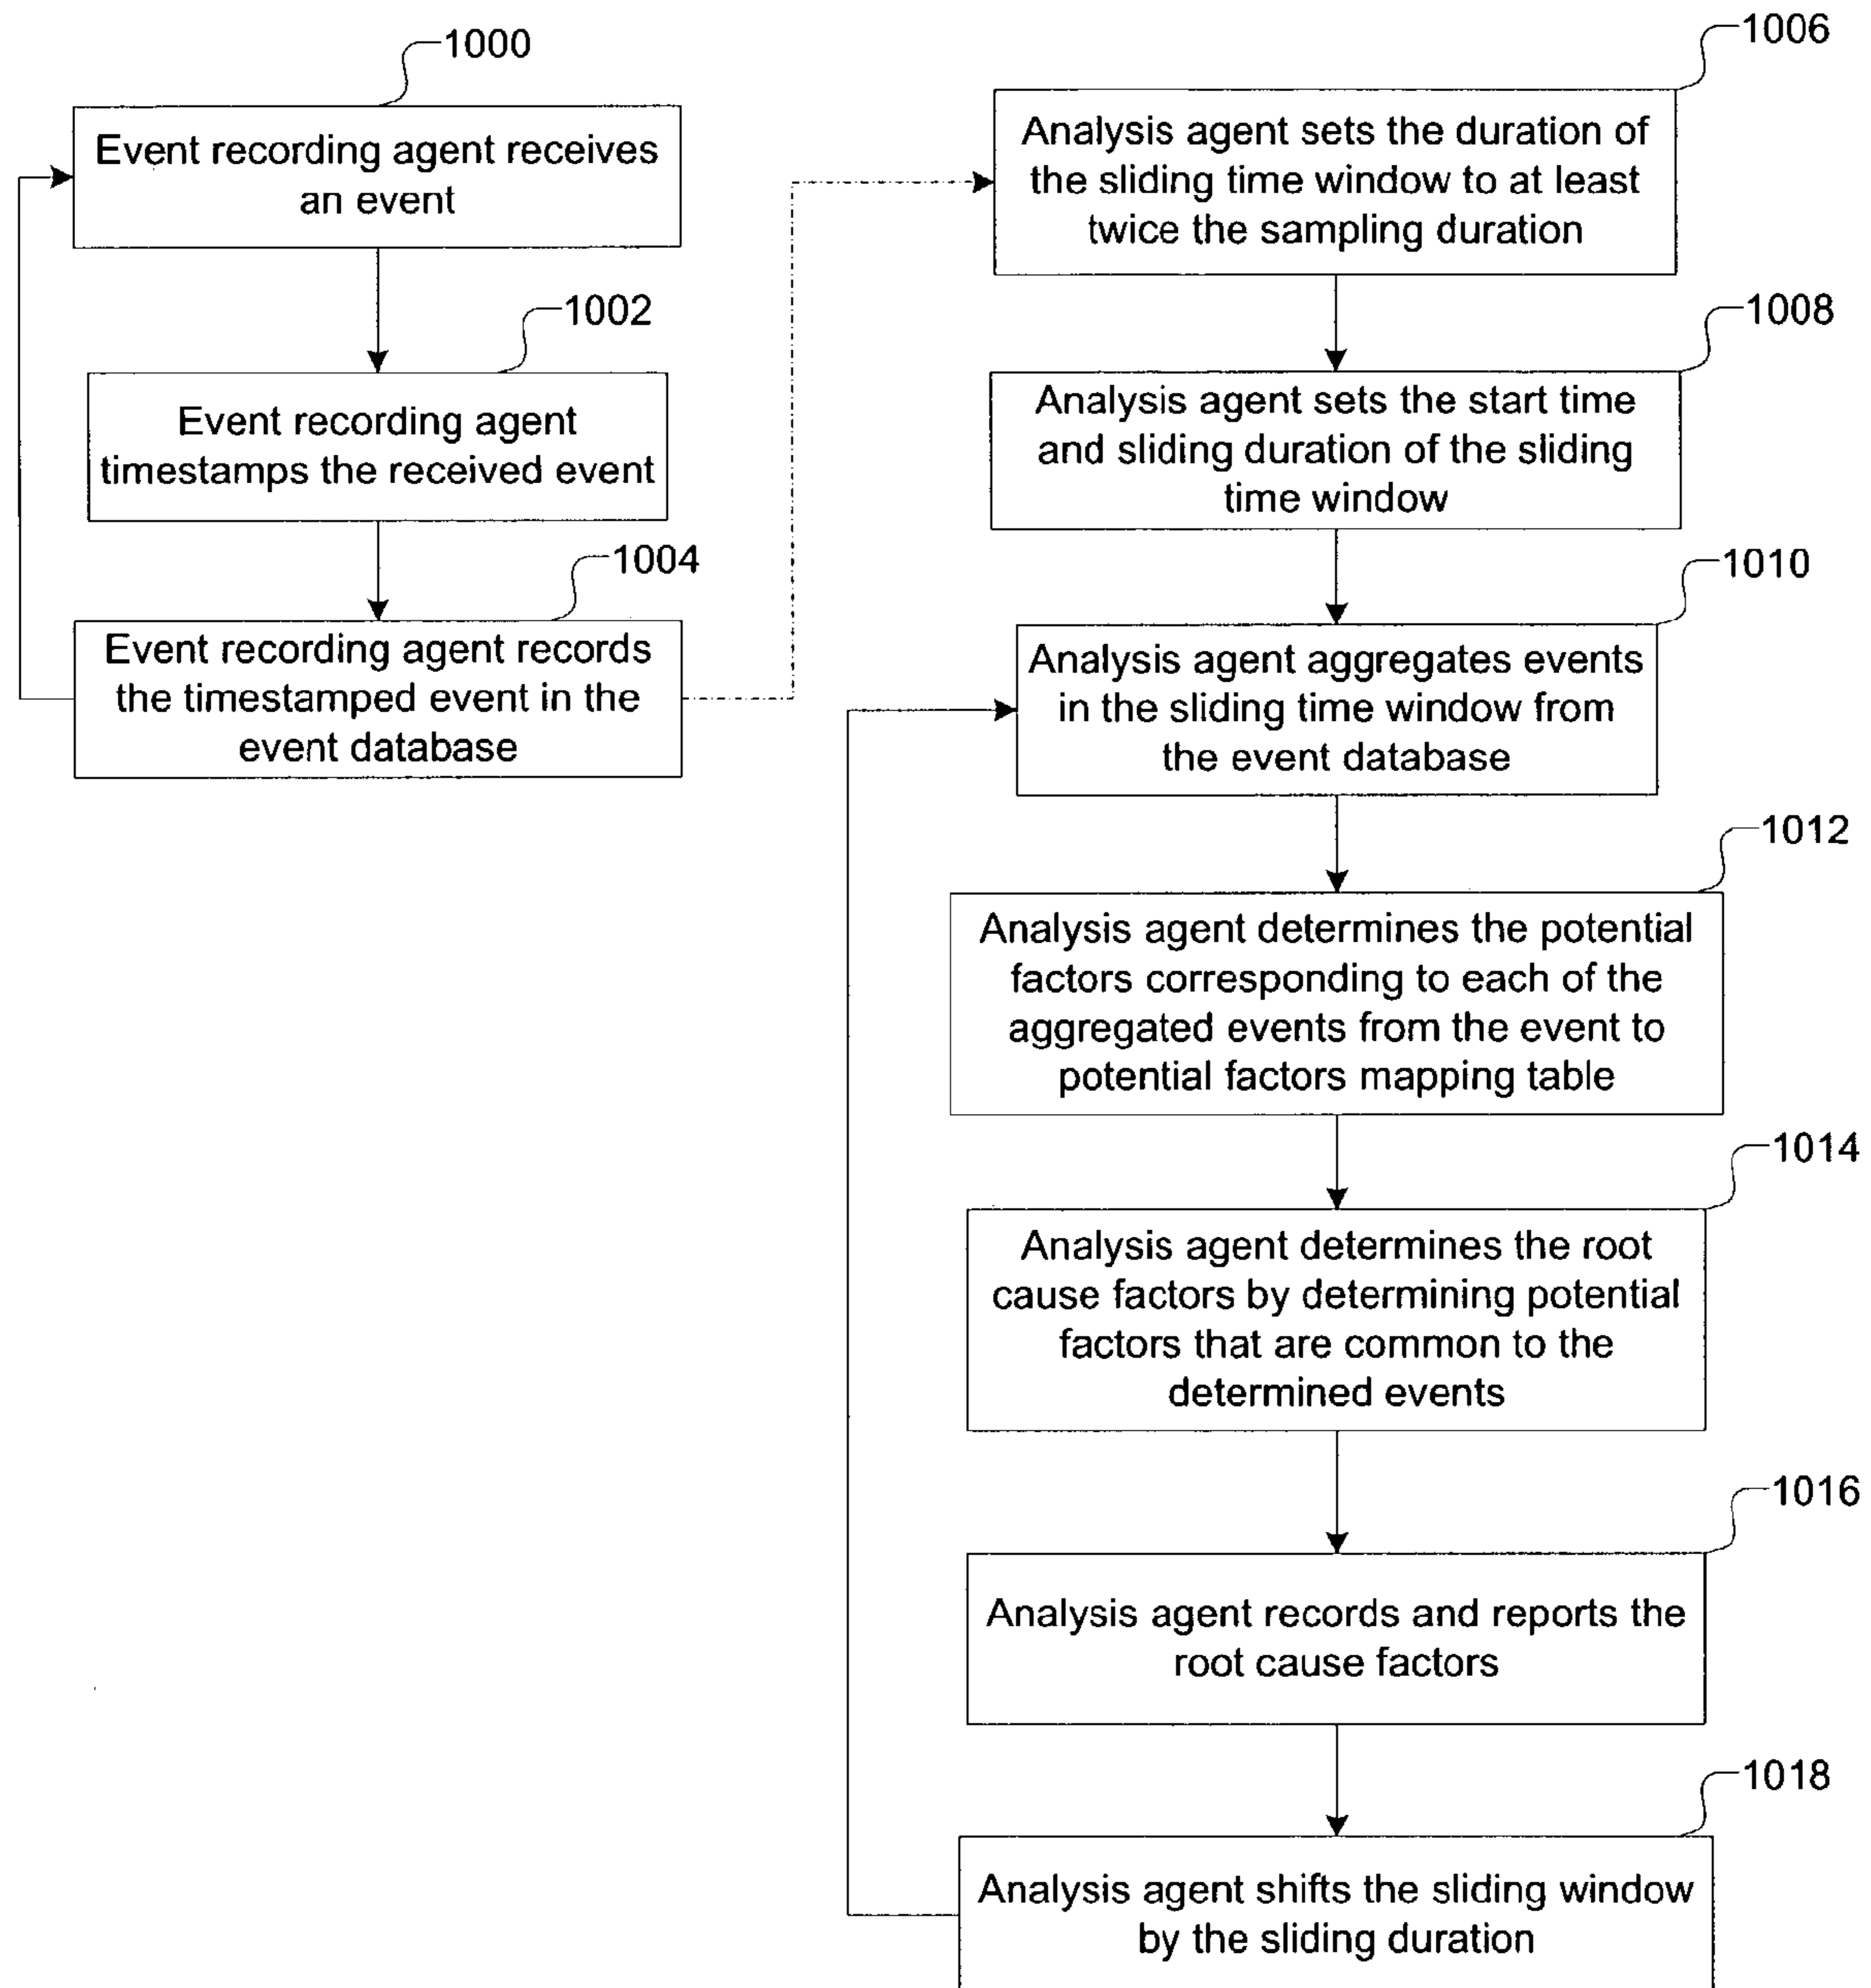 1000
Event recording agent receives
an event
1002
Event recording agent
timestamps the received event
1004
Event recording agent records
the timestamped event in the
event database
1006
Analysis agent sets the duration of
the sliding time window to at least
twice the sampling duration
1008
Analysis agent sets the start time
and sliding duration of the sliding
time window
1010
Analysis agent aggregates events
in the sliding time window from
the event database
1012
Analysis agent determines the potential
factors corresponding to each of the
aggregated events from the event to
potential factors mapping table
1014
Analysis agent determines the root
cause factors by determining potential
factors that are common to the
determined events
1016
Analysis agent records and reports the
root cause factors
1018
Analysis agent shifts the sliding window
by the sliding duration